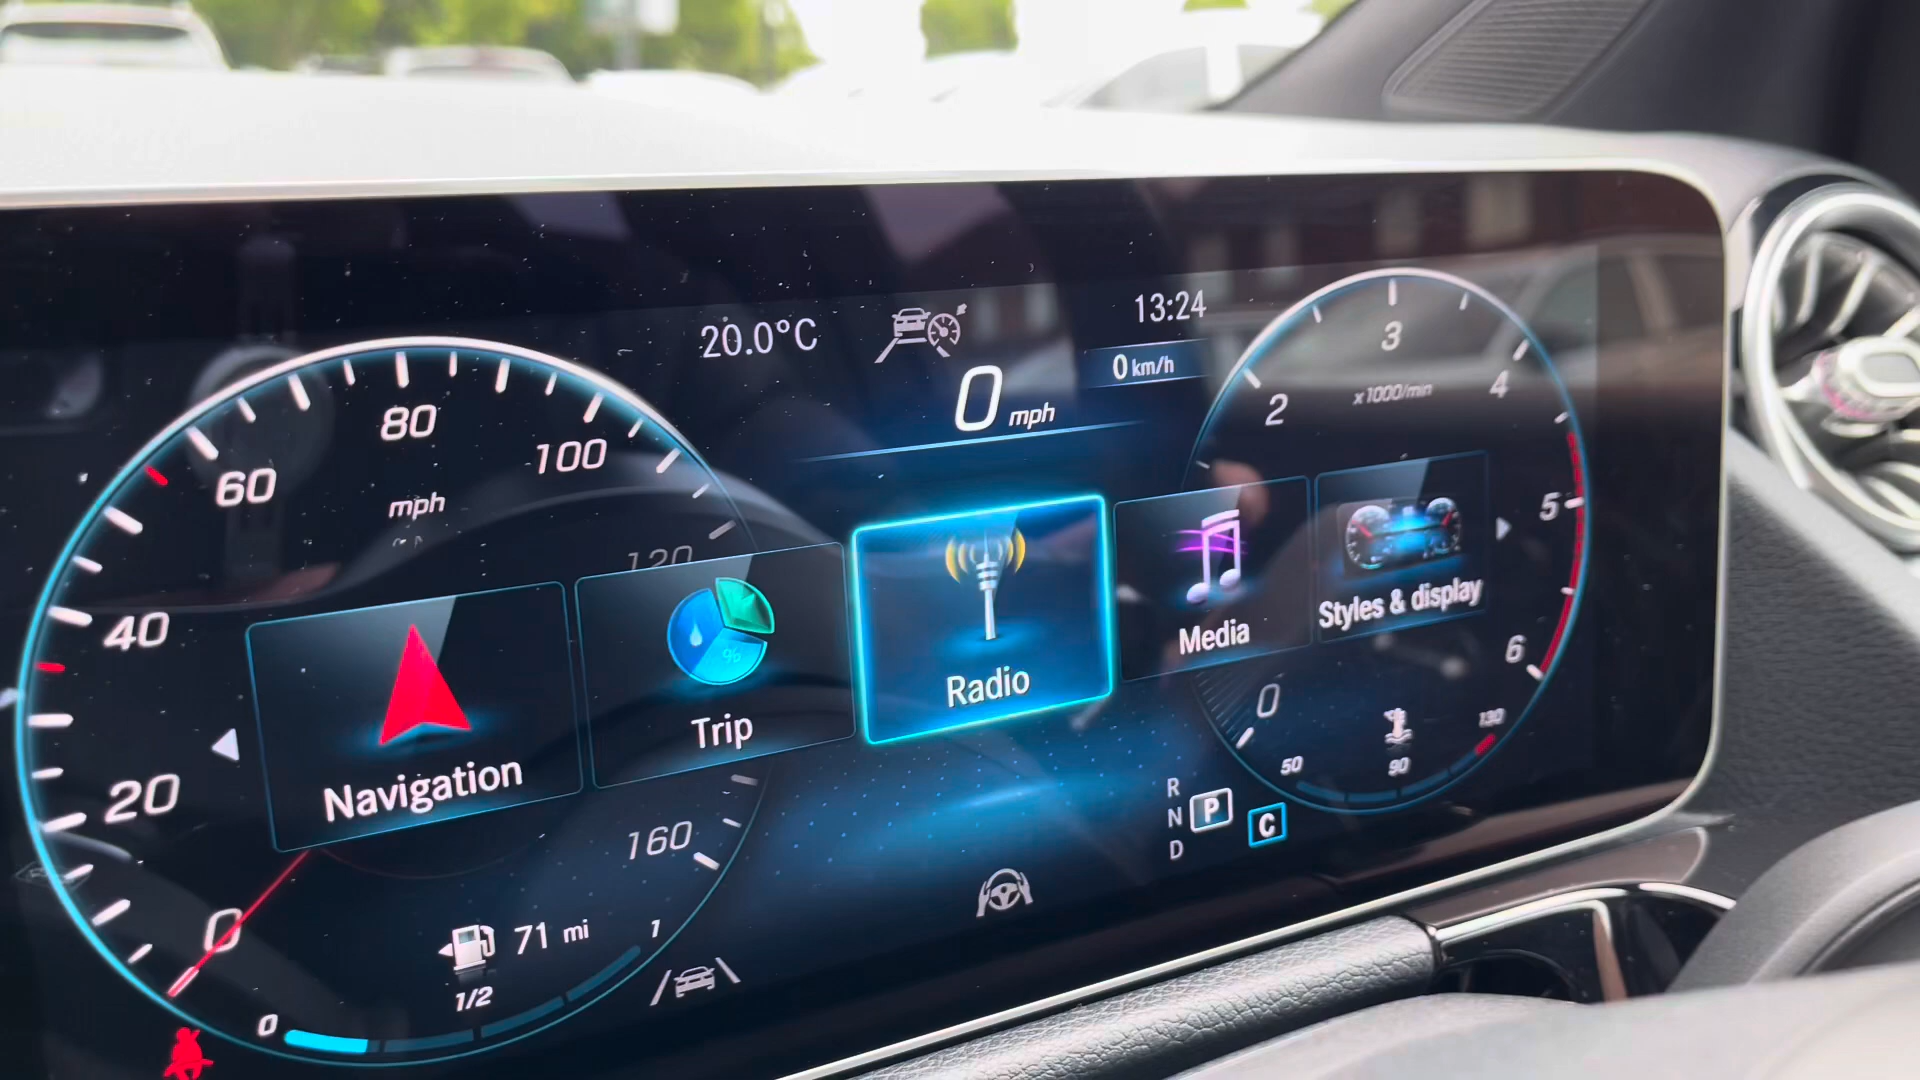 20.0°C
13:24
0 km/h
0 mph
60
80
100
mph
120
40
20
0
160
2
3
4
x1000/min
5
6
0
50
90
130
Navigation
Trip
Radio
Media
Styles & display
R
N
D
P
C
71 mi
1/2
0
1